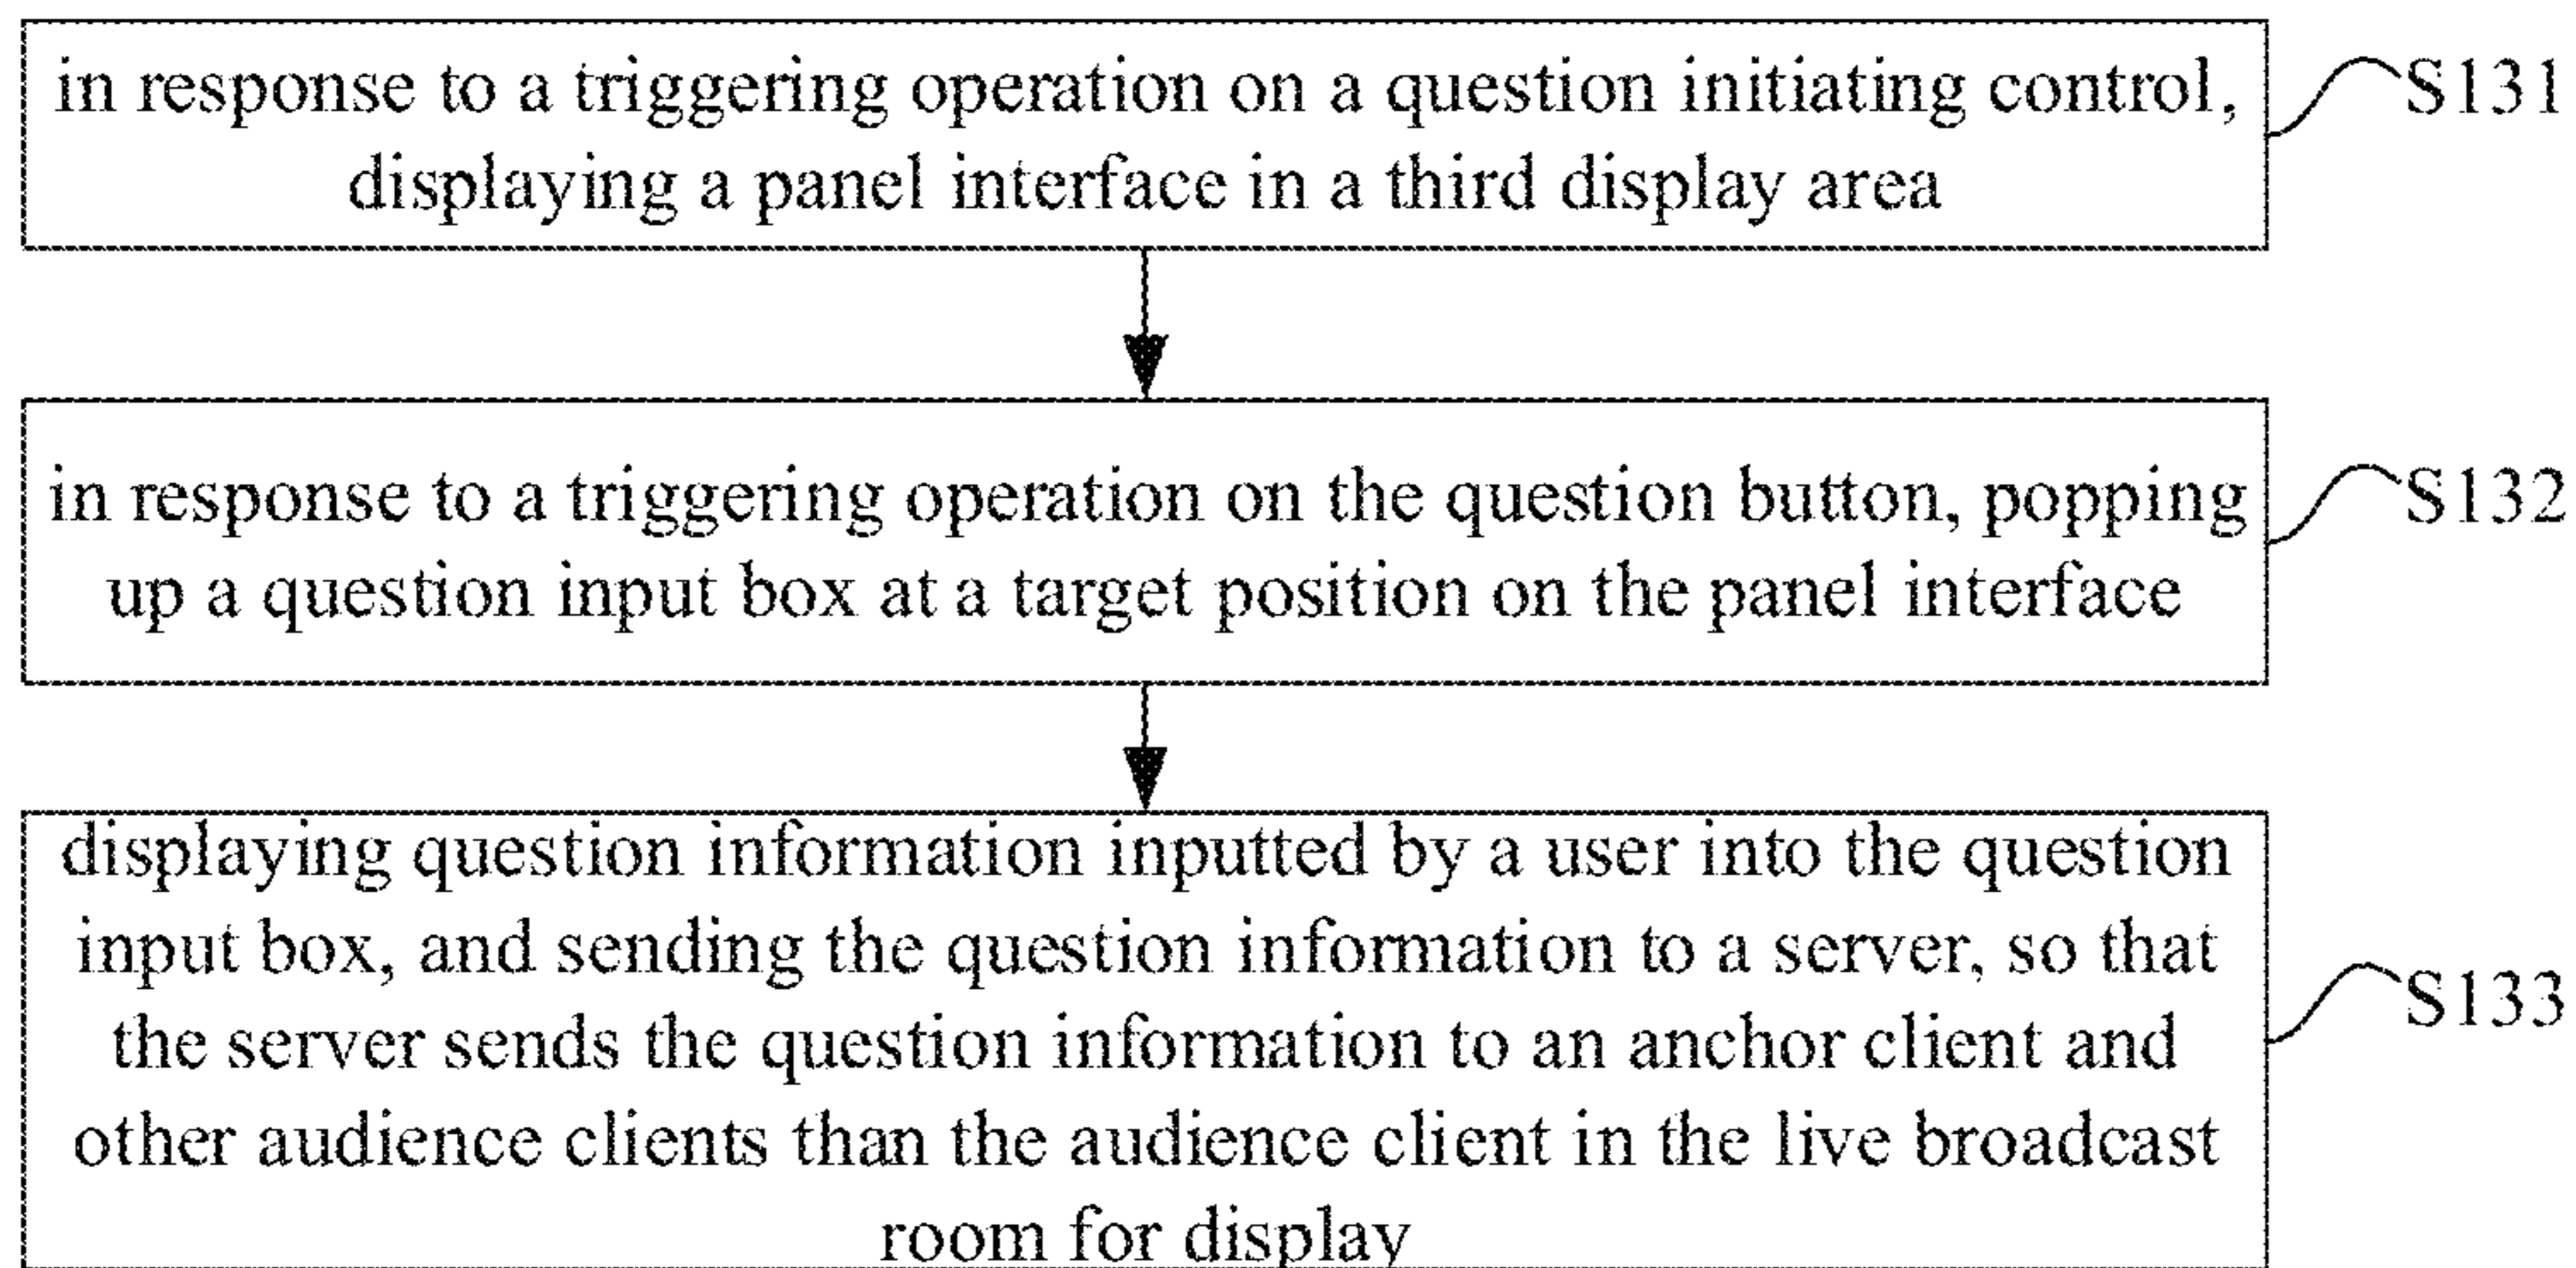 in response to a triggering operation on a question initiating control,
displaying a panel interface in a third display area
S131
in response to a triggering operation on the question button, popping
up a question input box at a target position on the panel interface
S132
displaying question information inputted by a user into the question
input box, and sending the question information to a server, so that
the server sends the question information to an anchor client and
other audience clients than the audience client in the live broadcast
room for display
S133